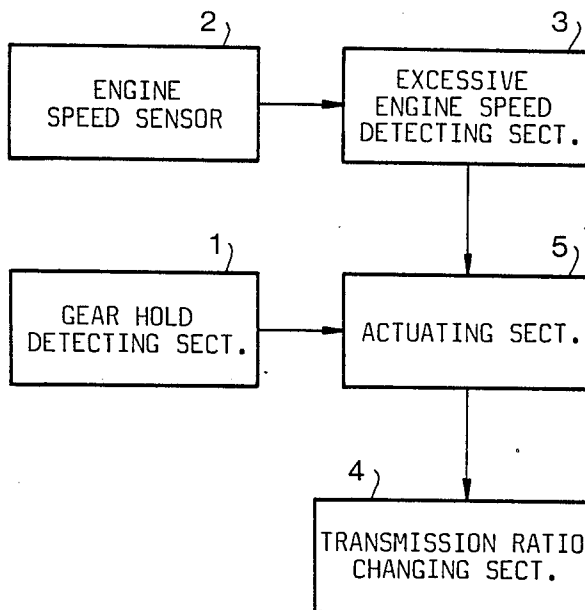 2
ENGINE
SPEED SENSOR
3
EXCESSIVE
ENGINE SPEED
DETECTING SECT.
1
GEAR HOLD
DETECTING SECT.
5
ACTUATING SECT.
4
TRANSMISSION RATIO
CHANGING SECT.